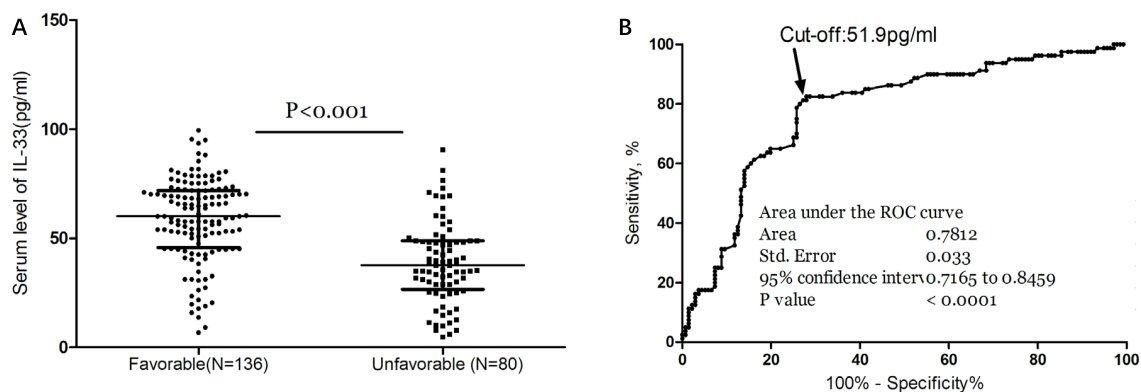 A
150
100
50
0
Serum level of IL-33(pg/ml)
P<0.001
Favorable(N=136)
Unfavorable (N=80)
B
Cut-off:51.9pg/ml
100
80
60
40
20
0
Sensitivity, %
Area under the ROC curve
Area 0.7812
Std. Error 0.033
95% confidence interv 0.7165 to 0.8459
P value < 0.0001
0 20 40 60 80 100
100% - Specificity%